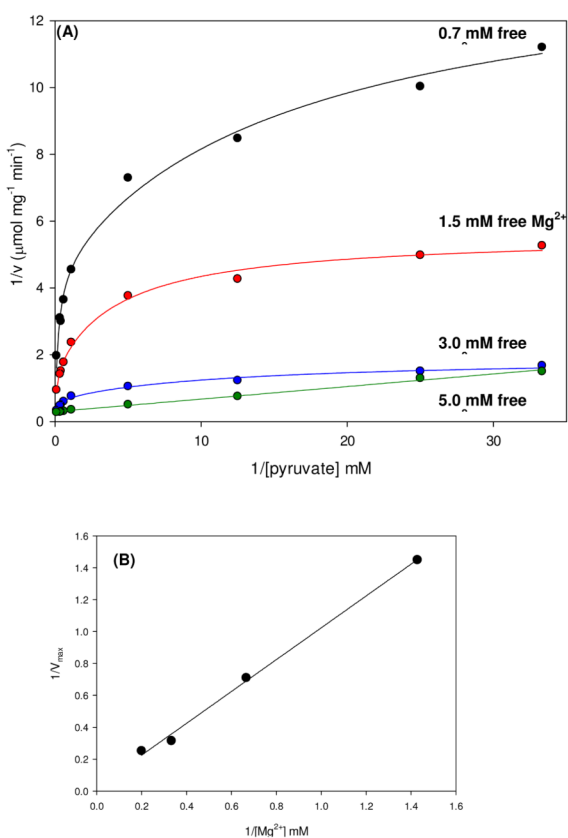 (A)
0.7 mM free
1.5 mM free Mg²⁺
3.0 mM free
5.0 mM free
12
10
8
6
4
2
0
1/v (μmol mg⁻¹ min⁻¹)
0
10
20
30
1/[pyruvate] mM
(B)
1.6
1.4
1.2
1.0
0.8
0.6
0.4
0.2
0.0
1/Vmax
0.0
0.2
0.4
0.6
0.8
1.0
1.2
1.4
1.6
1/[Mg²⁺] mM